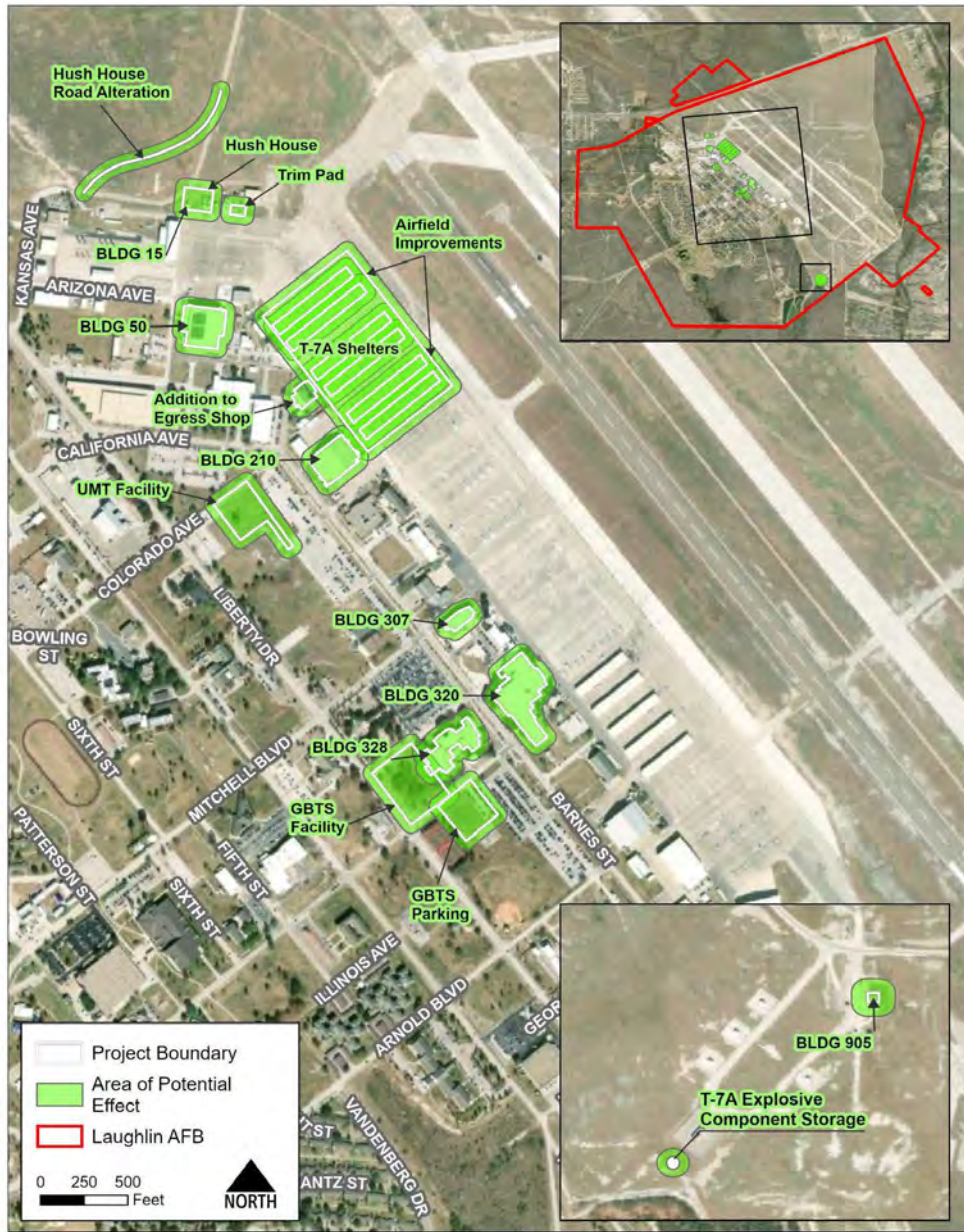 Hush House
Road Alteration
Hush House
Trim Pad
KANSAS AVE
BLDG 15
Airfield
Improvements
ARIZONA AVE
BLDG 50
T-7A Shelters
Addition to
Egress Shop
CALIFORNIA AVE
BLDG 210
UMT Facility
COLORADO AVE
LIBERTY DR
BOWLING
ST
BLDG 307
BLDG 320
SIXTH ST
BLDG 328
MITCHELL BLVD
GBTS
Facility
BARNES ST
PATTERSON ST
FIFTH ST
SIXTH ST
GBTS
Parking
ILLINOIS AVE
ARNOLD BLVD
GEOR
BLDG 905
T-7A Explosive
Component Storage
Project Boundary
Area of Potential
Effect
Laughlin AFB
0 250 500
Feet
NORTH
VANDENBERG DR
ST
ANTZ ST